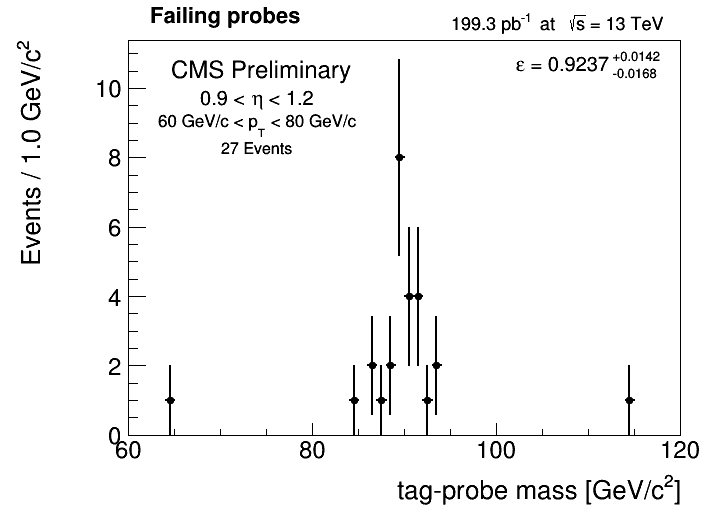 Failing probes
199.3 pb⁻¹ at √s = 13 TeV
CMS Preliminary
0.9 < η < 1.2
60 GeV/c < p_T < 80 GeV/c
27 Events
ε = 0.9237 +0.0142 -0.0168
Events / 1.0 GeV/c²
10
8
6
4
2
0
60 80 100 120
tag-probe mass [GeV/c²]